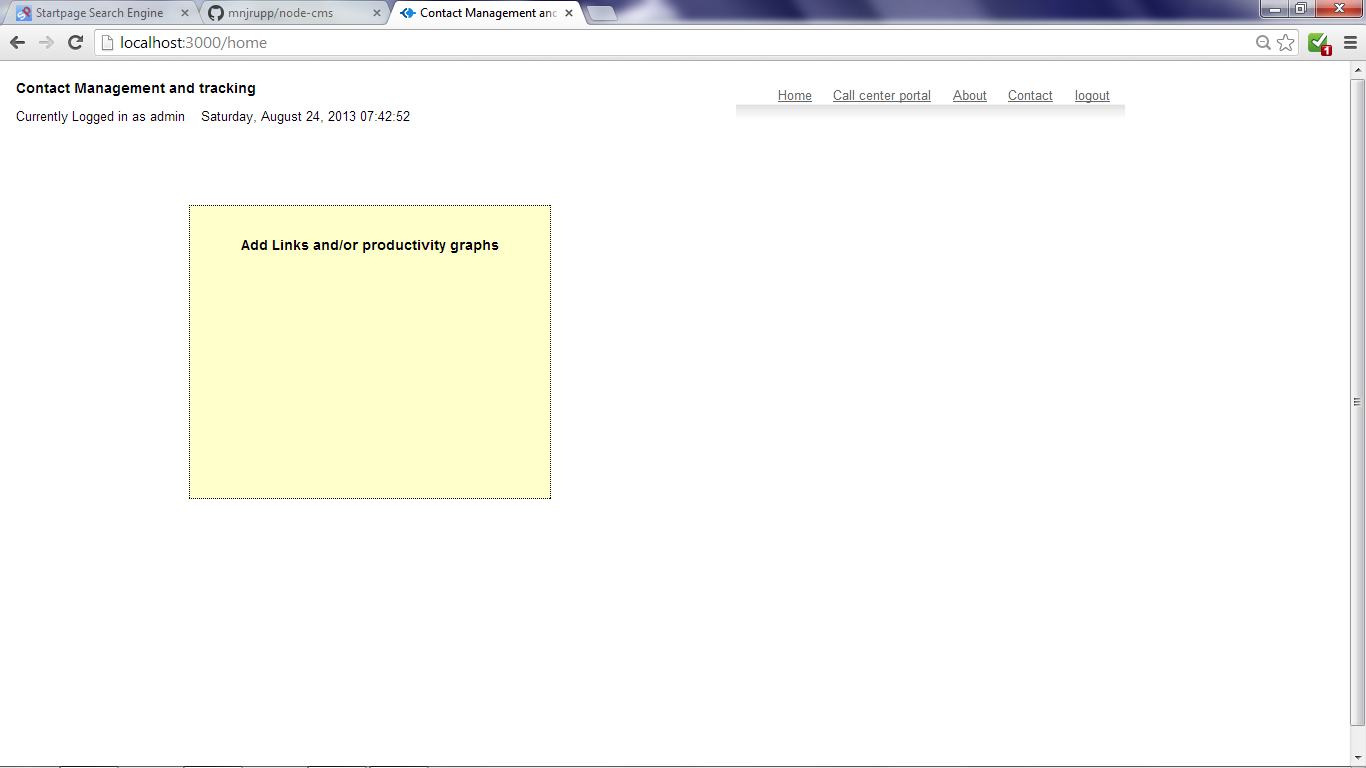 Startpage Search Engine
mnjrupp/node-cms
Contact Management and
localhost:3000/home
1
Contact Management and tracking
Home Call center portal About Contact logout
Currently Logged in as admin Saturday, August 24, 2013 07:42:52
Add Links and/or productivity graphs